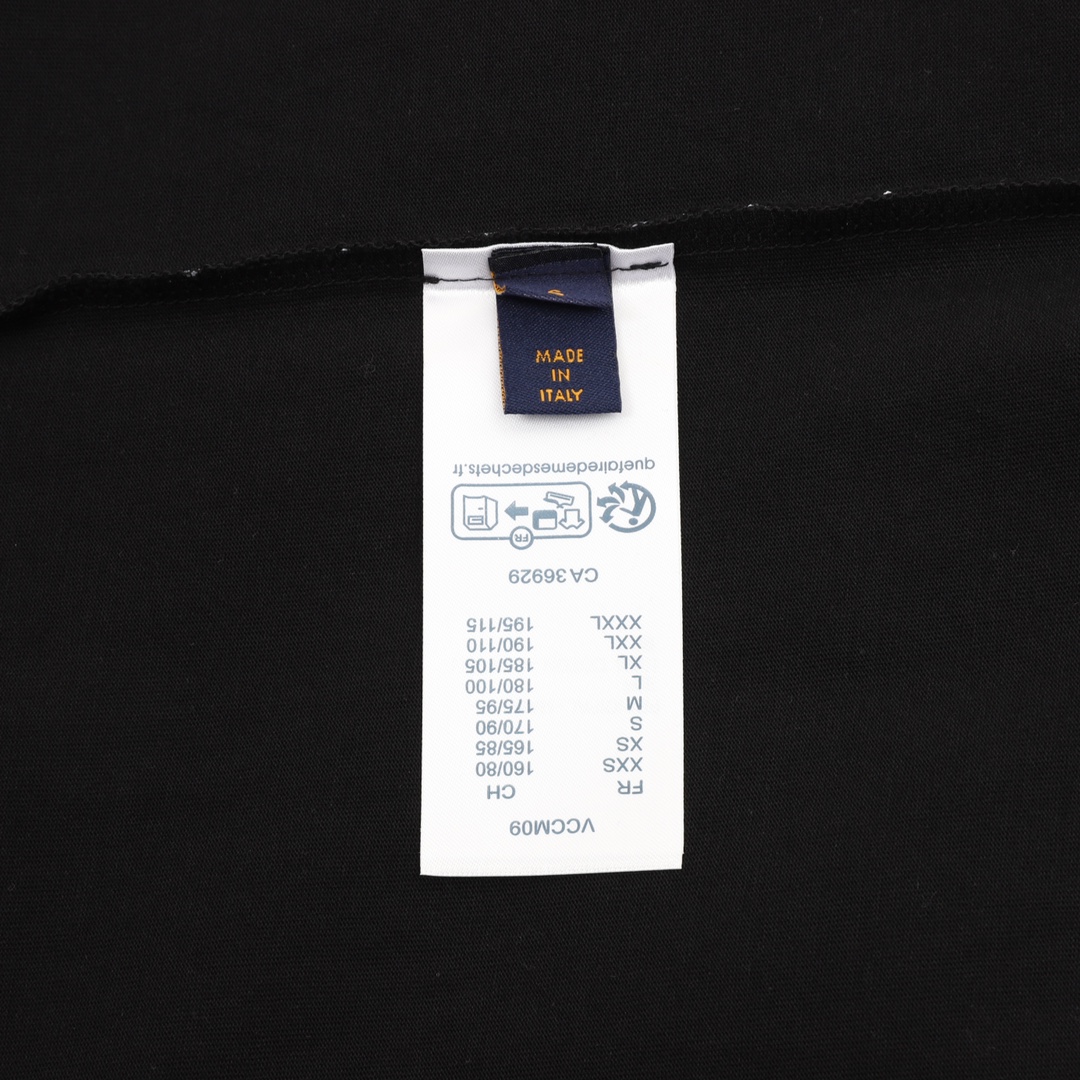 MADE
IN
ITALY
VCCM09
FR CH
XXS 160/80
XS 165/85
S 170/90
M 175/95
L 180/100
XL 185/105
XXL 190/110
XXXL 195/115
CA 36929
FR
quefairedemesdechets.fr